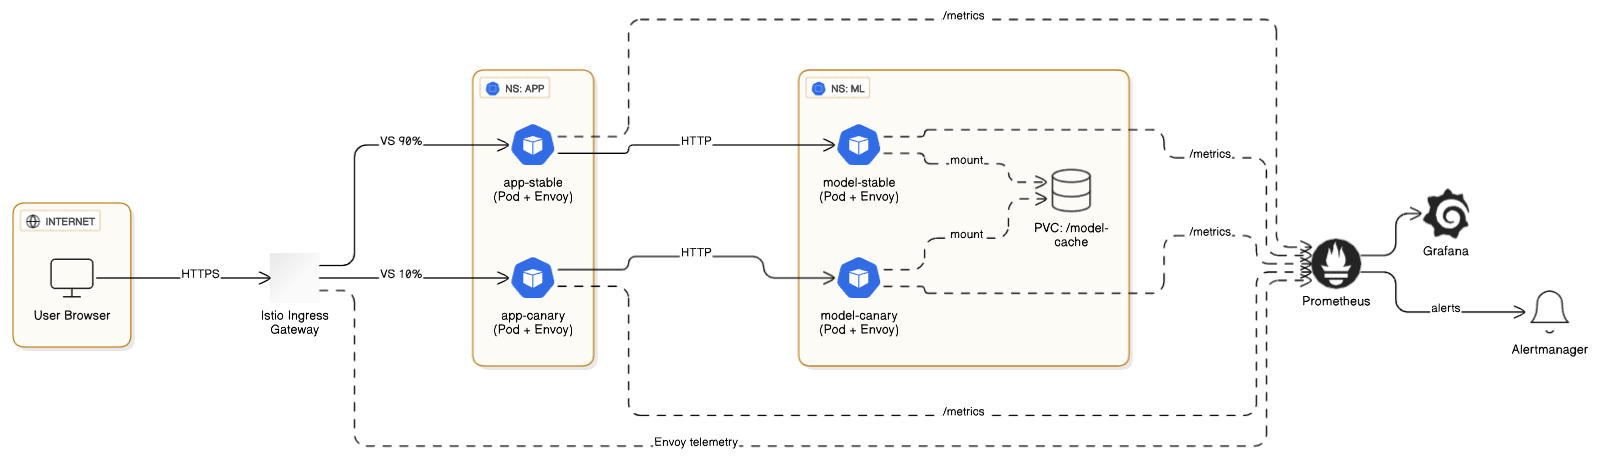 /metrics
NS: APP
NS: ML
VS 90%
HTTP
/metrics
mount
app-stable
(Pod + Envoy)
model-stable
(Pod + Envoy)
INTERNET
PVC: /model-
cache
mount
/metrics
Grafana
HTTPS
VS 10%
HTTP
User Browser
Istio Ingress
Gateway
app-canary
(Pod + Envoy)
model-canary
(Pod + Envoy)
Prometheus
alerts
Alertmanager
/metrics
Envoy telemetry